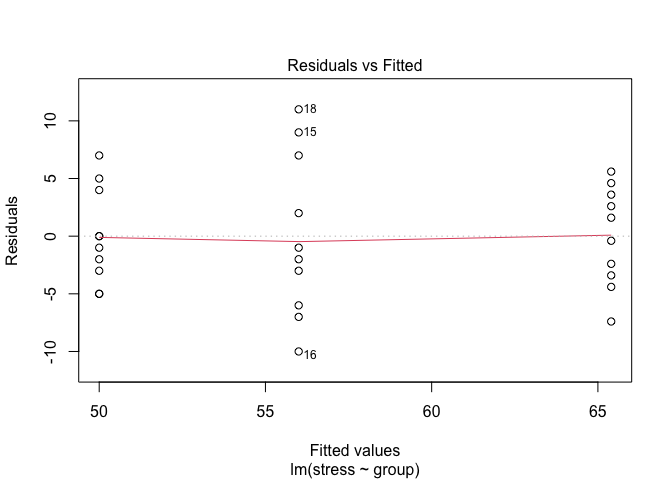 Residuals vs Fitted
18
15
16
10
5
0
-5
-10
Residuals
50 55 60 65
Fitted values
lm(stress ~ group)